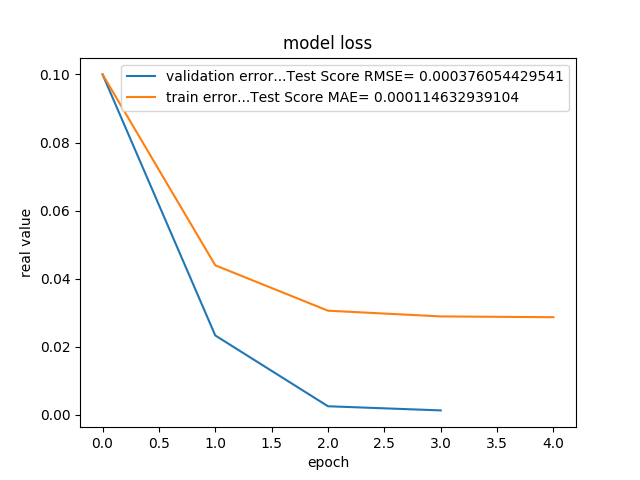 model loss
validation error...Test Score RMSE= 0.000376054429541
train error...Test Score MAE= 0.000114632939104
real value
0.10
0.08
0.06
0.04
0.02
0.00
0.0 0.5 1.0 1.5 2.0 2.5 3.0 3.5 4.0
epoch